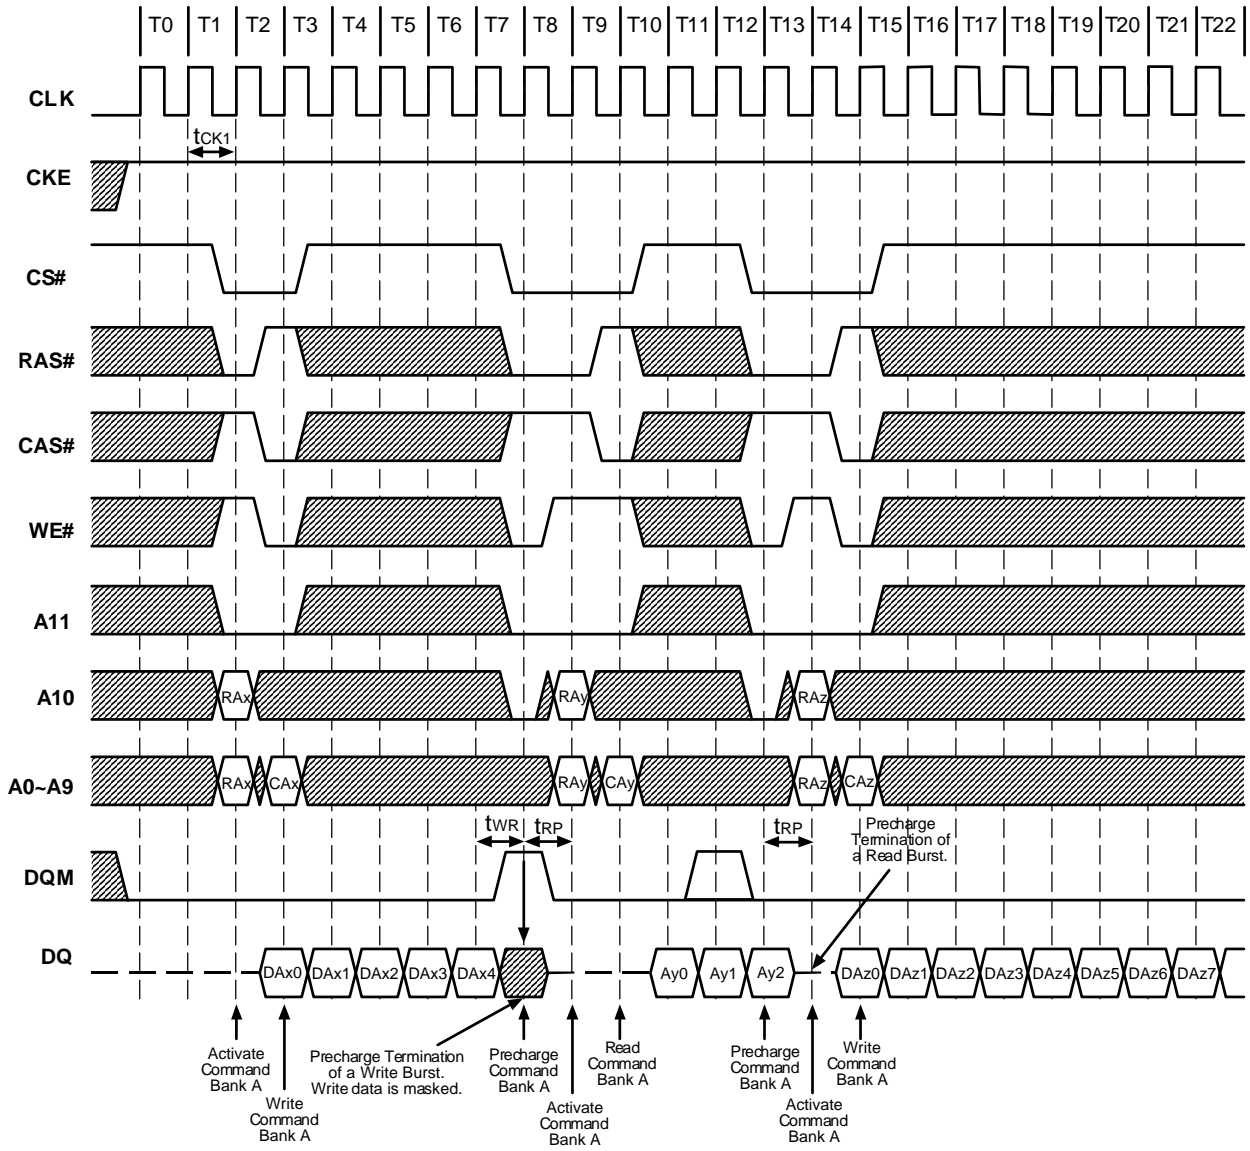 T0 T1 T2 T3 T4 T5 T6 T7 T8 T9 T10 T11 T12 T13 T14 T15 T16 T17 T18 T19 T20 T21 T22
CLK
tCK1
CKE
CS#
RAS#
CAS#
WE#
A11
A10
RAx RAy RAz
A0~A9
RAx CAx RAy CAy RAz CAz
tWR tRP tRP
Precharge
Termination of
a Read Burst.
DQM
DQ
DAx0 DAx1 DAx2 DAx3 DAx4 Ay0 Ay1 Ay2 DAz0 DAz1 DAz2 DAz3 DAz4 DAz5 DAz6 DAz7
Activate
Command
Bank A
Write
Command
Bank A
Precharge Termination
of a Write Burst.
Write data is masked.
Precharge
Command
Bank A
Activate
Command
Bank A
Read
Command
Bank A
Precharge
Command
Bank A
Activate
Command
Bank A
Write
Command
Bank A